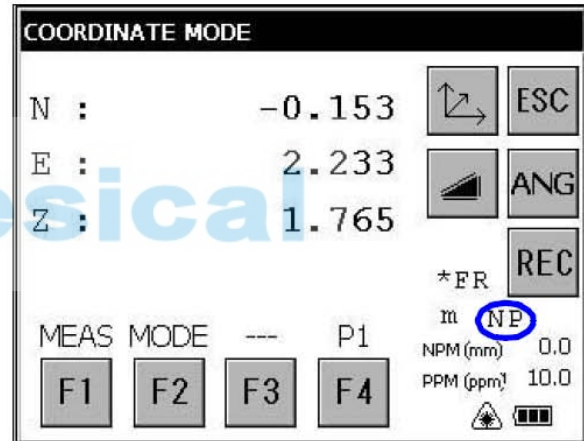 COORDINATE MODE
N : -0.153
ESC
E : 2.233
ANG
Z : 1.765
esical
REC
*FR
m NP
MEAS MODE --- P1
NPM (mm) 0.0
F1 F2 F3 F4
PPM (ppm) 10.0